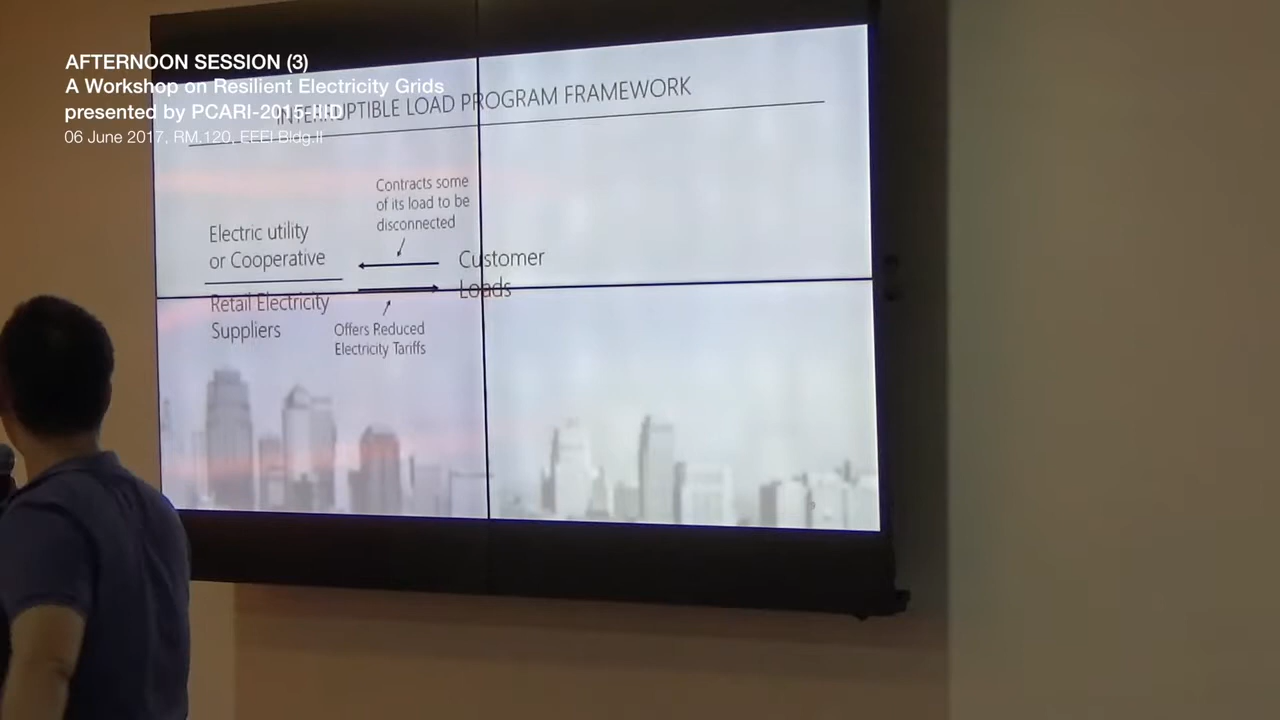 AFTERNOON SESSION (3)
A Workshop on Resilient Electricity Grids
presented by PCARI-2015-IIID
06 June 2017, RM.120, EEEI Bldg.II
INTERRUPTIBLE LOAD PROGRAM FRAMEWORK
Contracts some
of its load to be
disconnected
Electric utility
or Cooperative
Customer
Loads
Retail Electricity
Suppliers
Offers Reduced
Electricity Tariffs